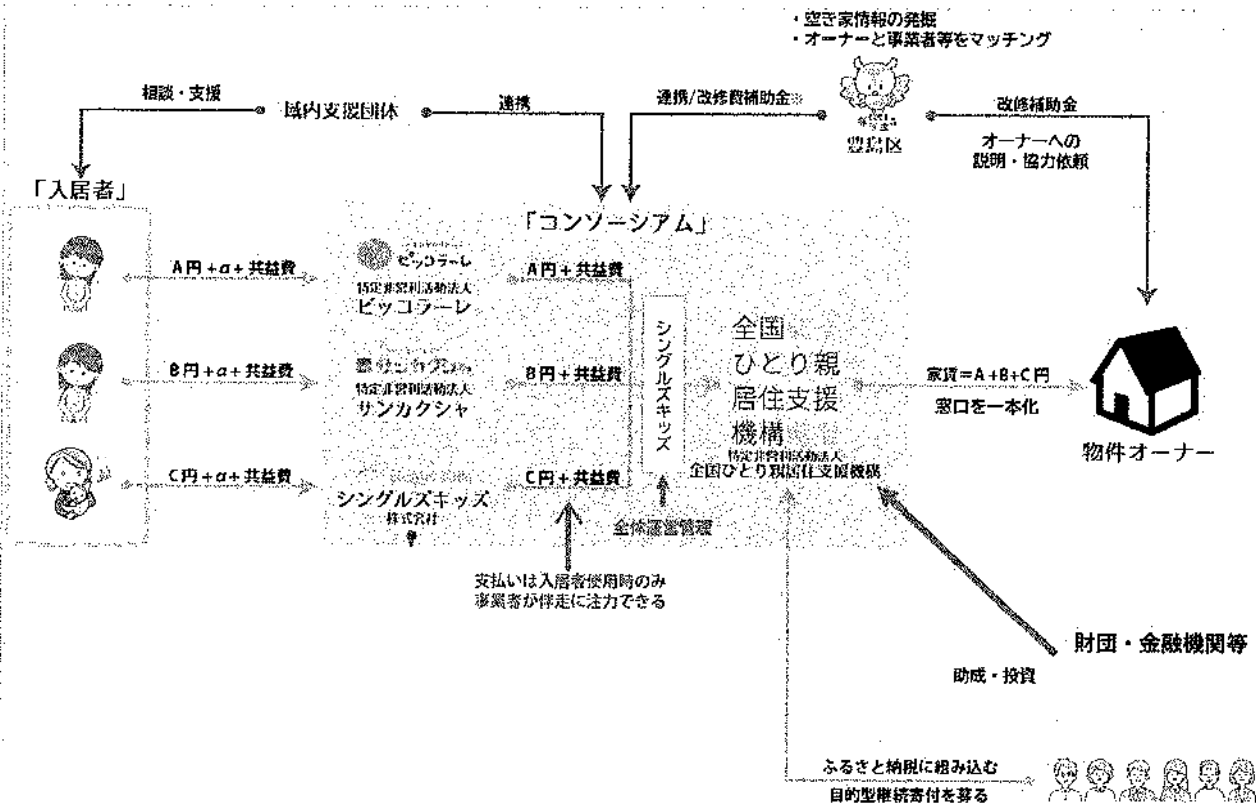 ・空き家情報の発掘
・オーナーと事業者等をマッチング
相談・支援
域内支援団体
連携
連携/改修費補助金※
豊島区
改修補助金
オーナーへの
説明・協力依頼
「入居者」
「コンソーシアム」
A円+α+共益費
ピッコラーレ
特定非営利活動法人
ピッコラーレ
A円+共益費
B円+α+共益費
サンカクシャ
特定非営利活動法人
サンカクシャ
B円+共益費
C円+α+共益費
シングルズキッズ
株式会社
C円+共益費
シングルズキッズ
全体運営管理
全国
ひとり親
居住支援
機構
特定非営利活動法人
全国ひとり親居住支援機構
家賃=A+B+C円
窓口を一本化
物件オーナー
支払いは入居者使用時のみ
事業者が伴走に注力できる
財団・金融機関等
助成・投資
ふるさと納税に組み込む
目的型継続寄付を募る